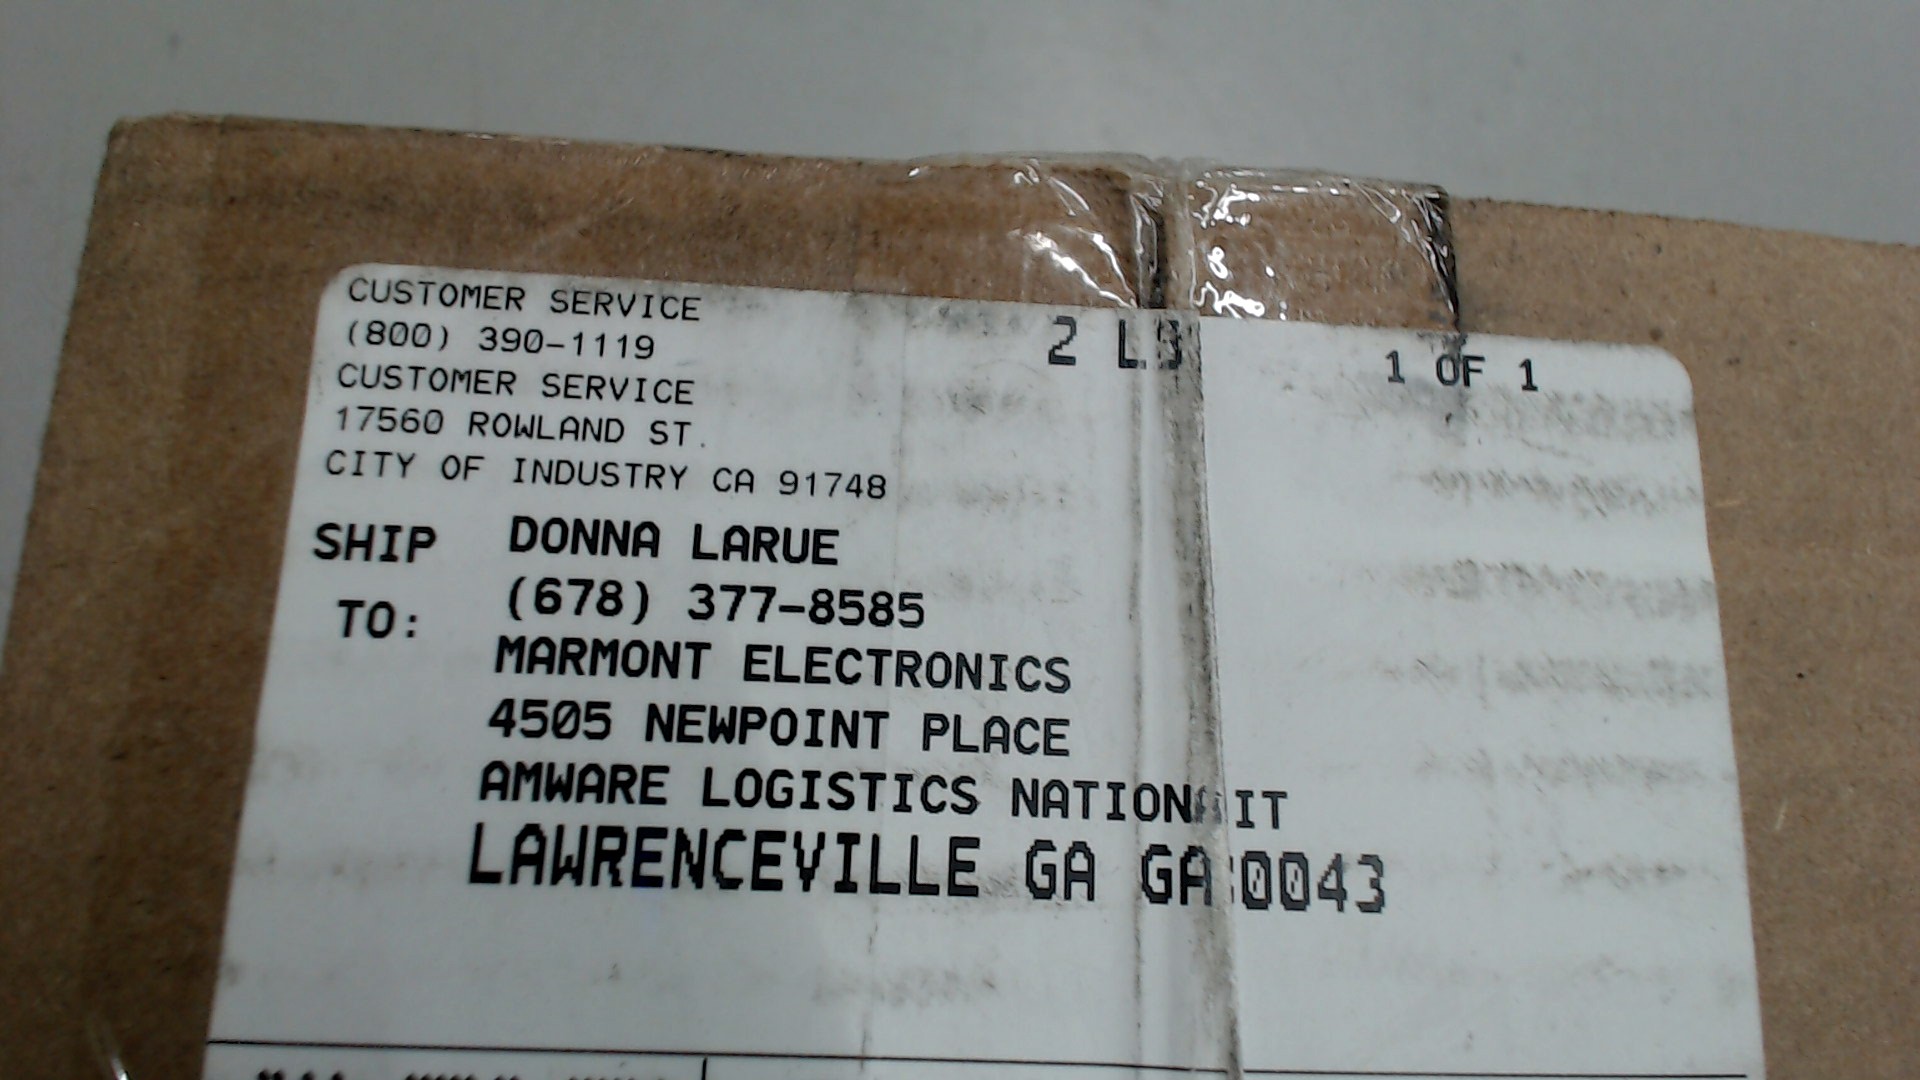 CUSTOMER SERVICE
(800) 390-1119
2 LB
1 OF 1
CUSTOMER SERVICE
17560 ROWLAND ST.
CITY OF INDUSTRY CA 91748
SHIP TO:
DONNA LARUE
(678) 377-8585
MARMONT ELECTRONICS
4505 NEWPOINT PLACE
AMWARE LOGISTICS
LAWRENCEVILLE GA GA